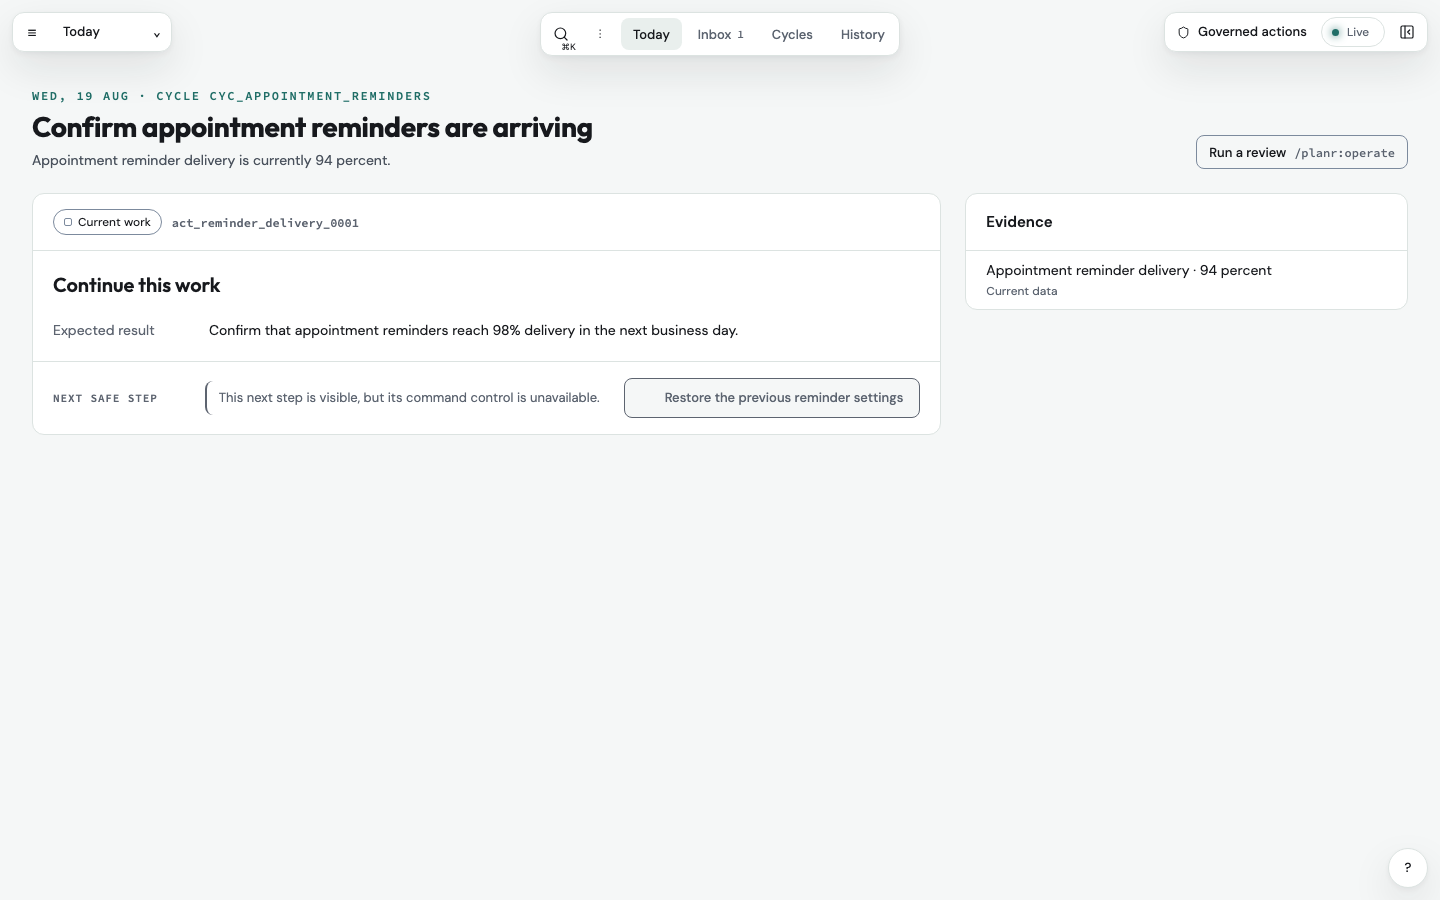 Today
⌘K
Today
Inbox 1
Cycles
History
Governed actions
Live
WED, 19 AUG · CYCLE CYC_APPOINTMENT_REMINDERS
Confirm appointment reminders are arriving
Appointment reminder delivery is currently 94 percent.
Run a review /planr:operate
Current work act_reminder_delivery_0001
Continue this work
Expected result Confirm that appointment reminders reach 98% delivery in the next business day.
NEXT SAFE STEP This next step is visible, but its command control is unavailable. Restore the previous reminder settings
Evidence
Appointment reminder delivery · 94 percent
Current data
?